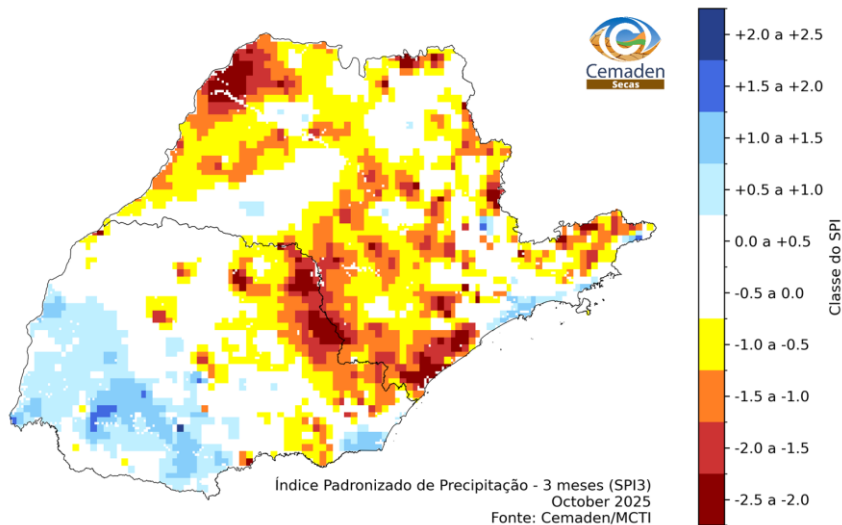 Cemaden
Secas
+2.0 a +2.5
+1.5 a +2.0
+1.0 a +1.5
+0.5 a +1.0
0.0 a +0.5
-0.5 a 0.0
-1.0 a -0.5
-1.5 a -1.0
-2.0 a -1.5
-2.5 a -2.0
Classe do SPI
Índice Padronizado de Precipitação - 3 meses (SPI3)
October 2025
Fonte: Cemaden/MCTI